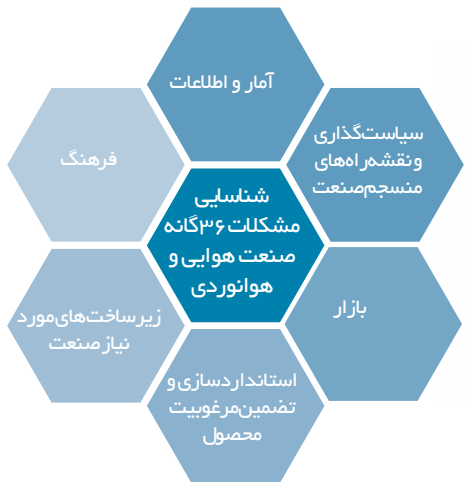 آمار و اطلاعات
سیاست‌گذاری
و نقشه‌راه‌های
منسجم صنعت
فرهنگ
شناسایی
مشکلات ۳۶گانه
صنعت هوایی و
هوانوردی
بازار
زیرساخت‌های مورد
نیاز صنعت
استانداردسازی و
تضمین مرغوبیت
محصول